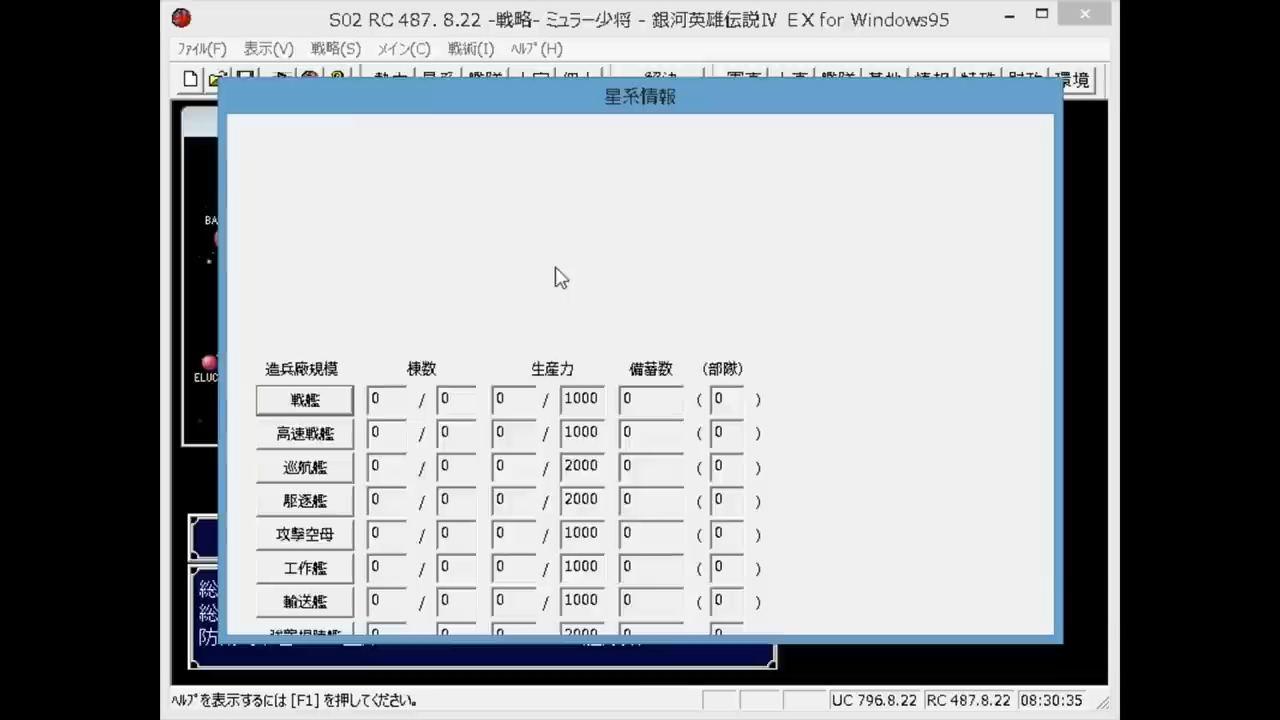 S02 RC 487. 8.22 -戦略- ミュラー少将 - 銀河英雄伝説Ⅳ EX for Windows95
ﾌｧｲﾙ(F) 表示(V) 戦略(S) メイン(C) 戦術(I) ﾍﾙﾌﾟ(H)
環境
星系情報
BA
ELUC
造兵廠規模 棟数 生産力 備蓄数 (部隊)
戦艦 0 / 0 0 / 1000 0 ( 0 )
高速戦艦 0 / 0 0 / 1000 0 ( 0 )
巡航艦 0 / 0 0 / 2000 0 ( 0 )
駆逐艦 0 / 0 0 / 2000 0 ( 0 )
攻撃空母 0 / 0 0 / 1000 0 ( 0 )
工作艦 0 / 0 0 / 1000 0 ( 0 )
輸送艦 0 / 0 0 / 1000 0 ( 0 )
総
総
防
ﾍﾙﾌﾟを表示するには [F1] を押してください。 UC 796.8.22 RC 487.8.22 08:30:35